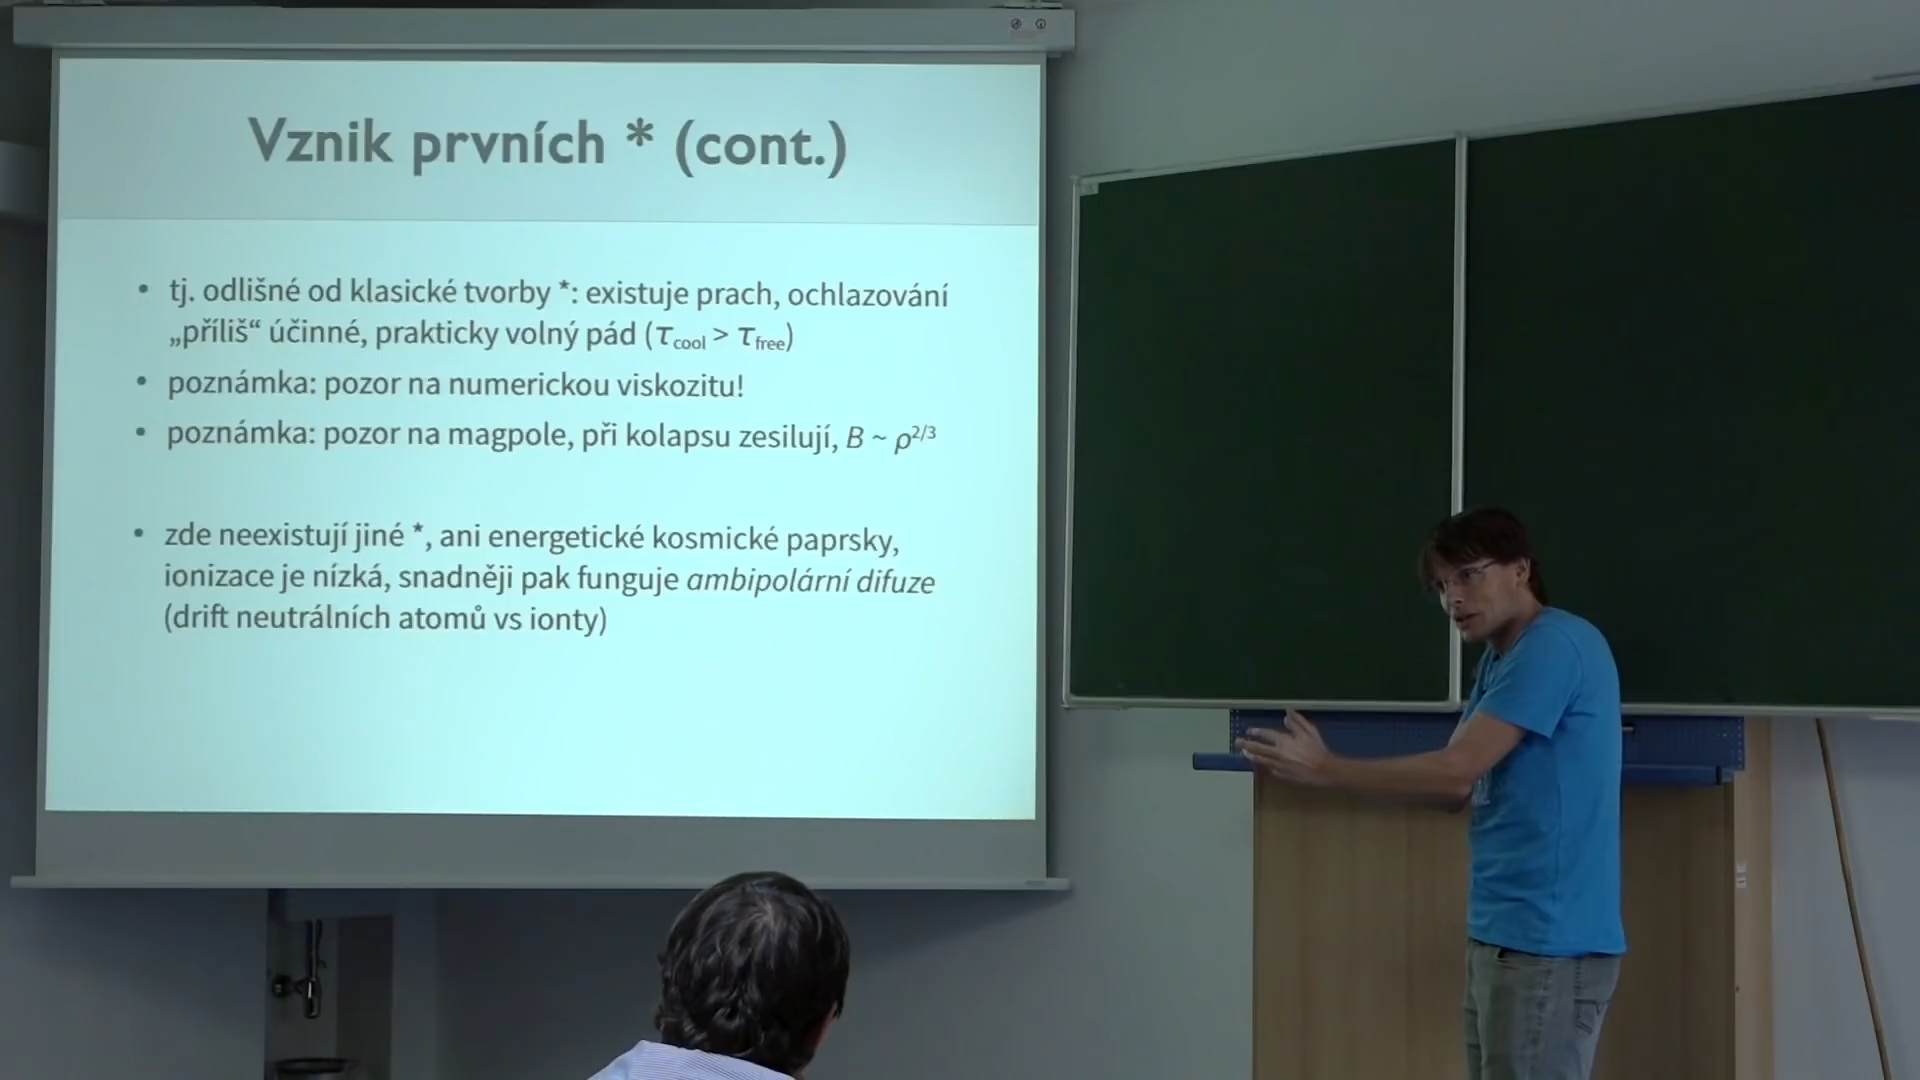 Vznik prvních * (cont.)
• tj. odlišné od klasické tvorby *: existuje prach, ochlazování
„příliš“ účinné, prakticky volný pád (τcool > τfree)
• poznámka: pozor na numerickou viskozitu!
• poznámka: pozor na magpole, při kolapsu zesilují, B ~ ρ^2/3
• zde neexistují jiné *, ani energetické kosmické paprsky,
ionizace je nízká, snadněji pak funguje ambipolární difuze
(drift neutrálních atomů vs ionty)